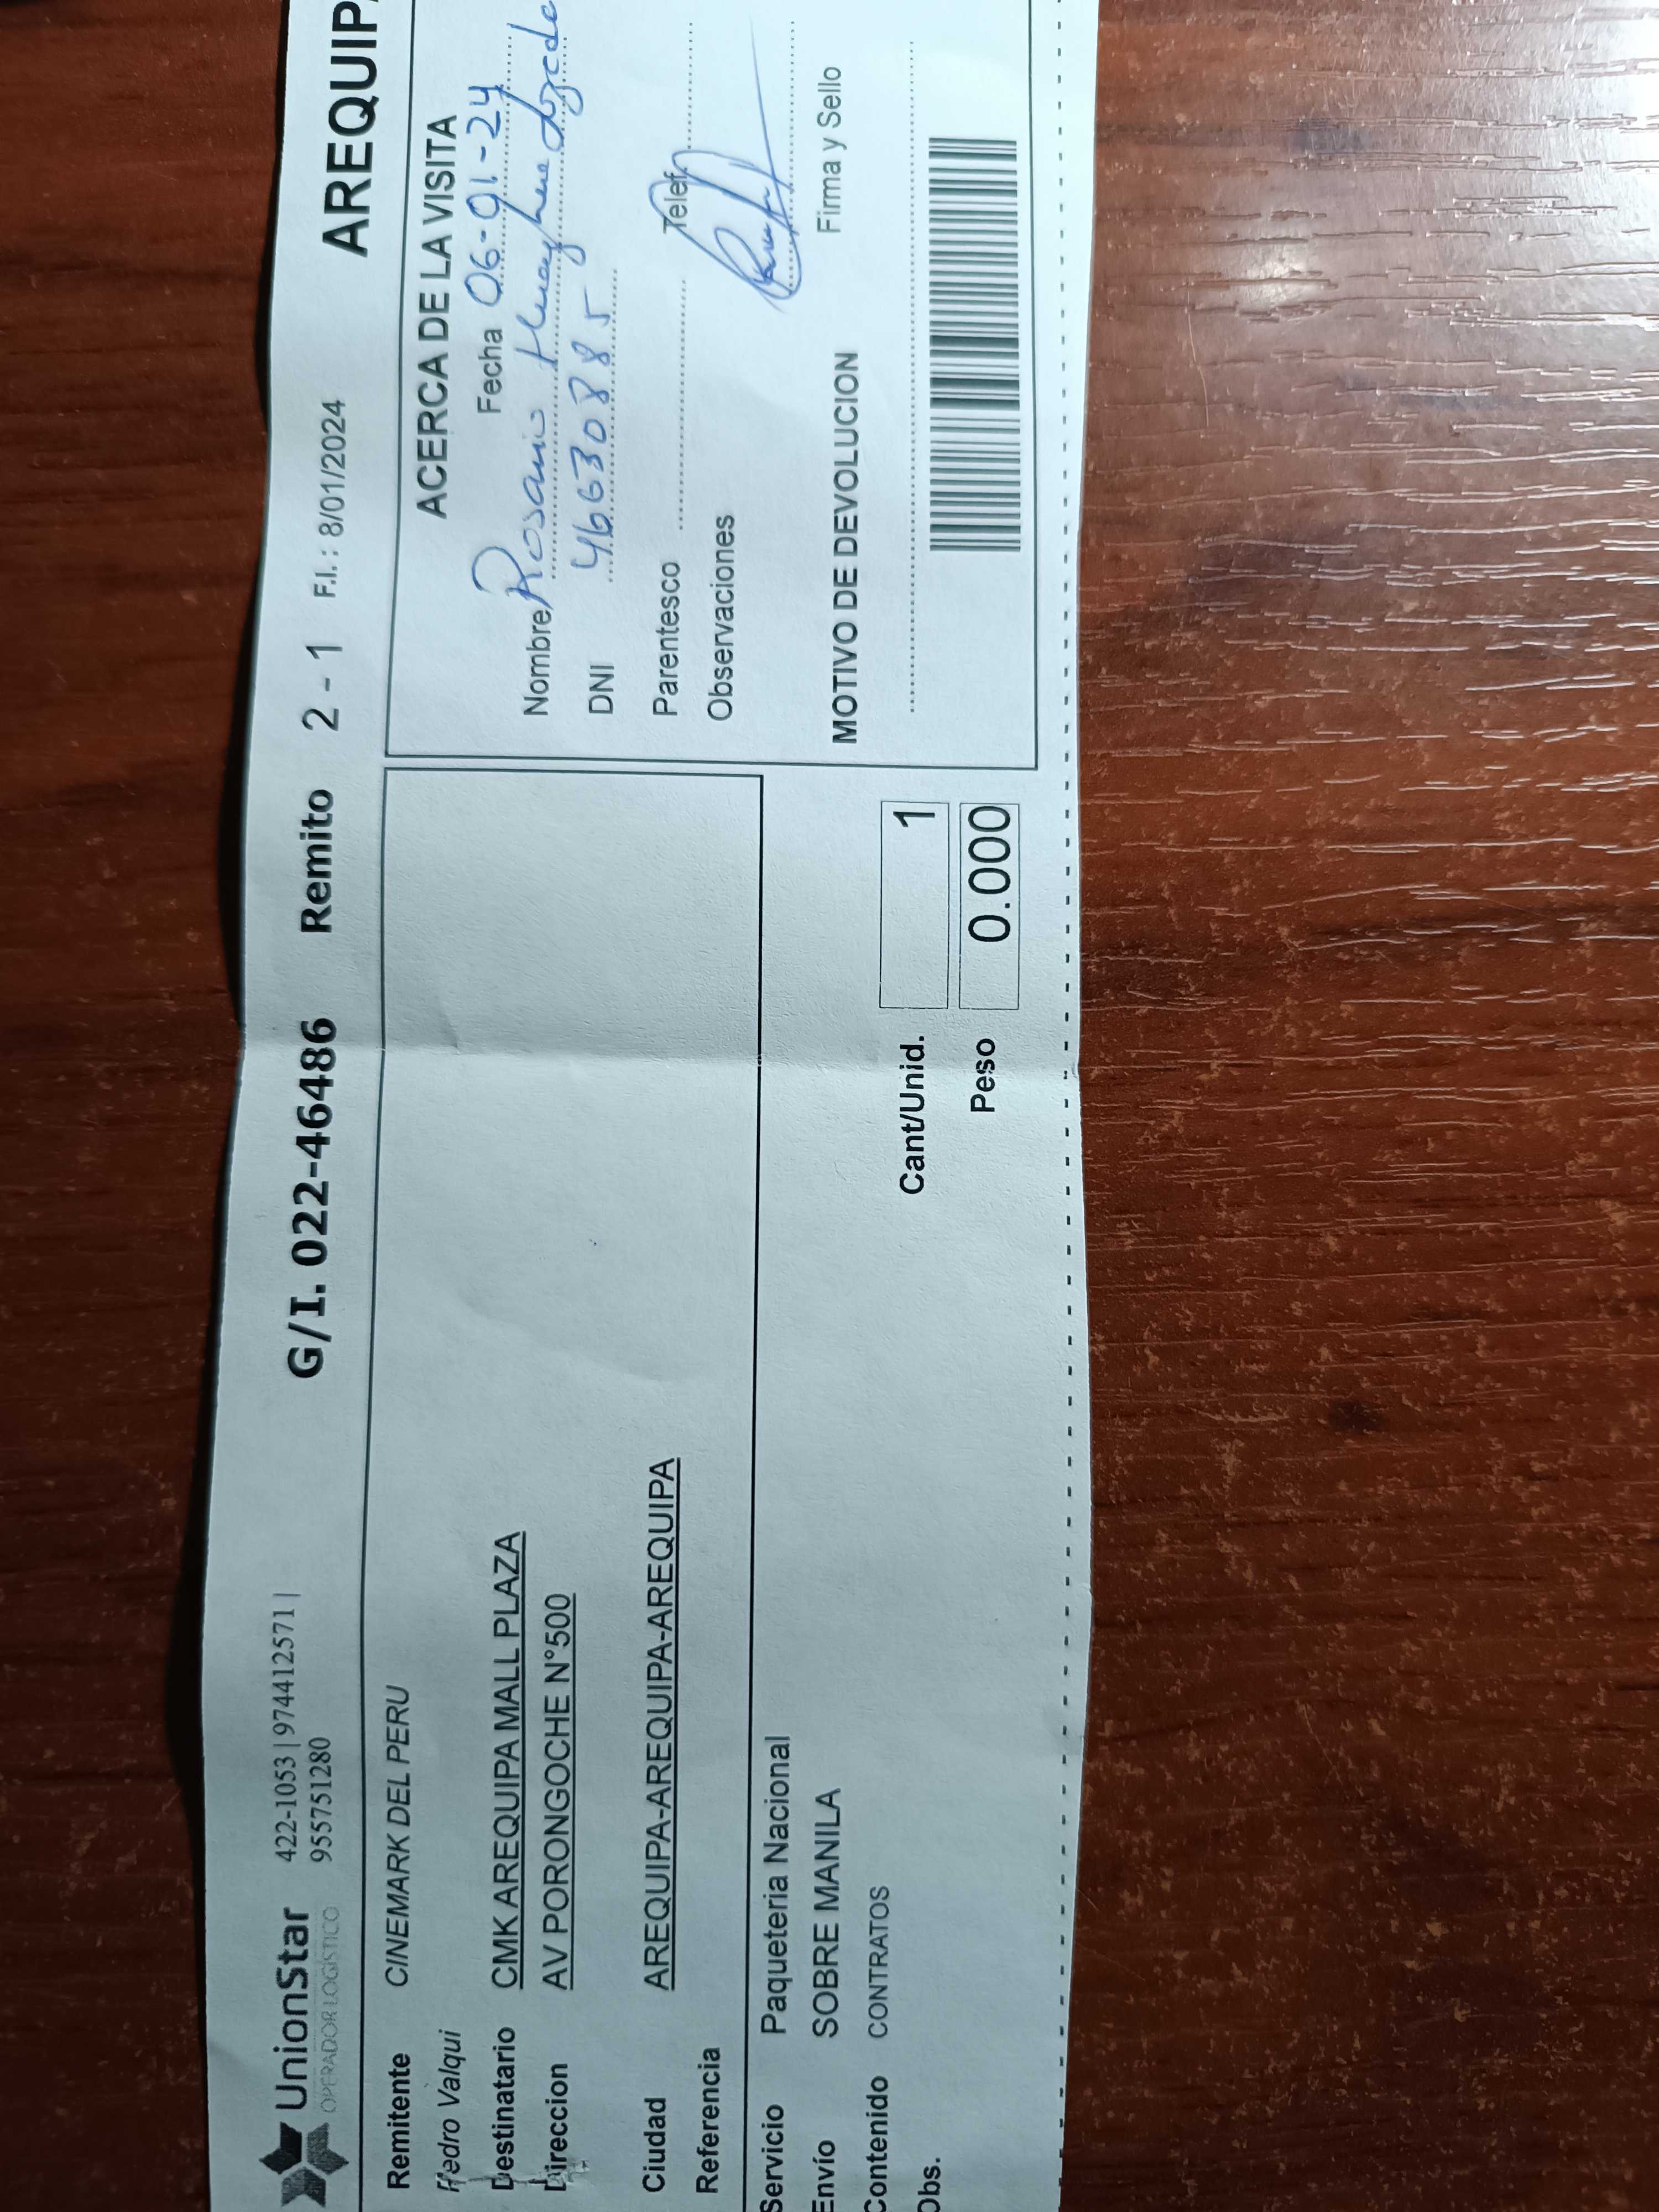 UnionStar
OPERADOR LOGÍSTICO
422-1053 | 974412571 |
955751280
G/I. 022-46486 Remito 2 - 1 F.I.: 8/01/2024 AREQUIP
Remitente CINEMARK DEL PERU
Pedro Valqui
Destinatario CMK AREQUIPA MALL PLAZA
Direccion AV PORONGOCHE N°500
Ciudad AREQUIPA-AREQUIPA-AREQUIPA
Referencia
Servicio Paqueteria Nacional
Envío SOBRE MANILA
Contenido CONTRATOS
Obs.
Cant/Unid. 1
Peso 0.000
ACERCA DE LA VISITA
Fecha 06-01-24
Nombre Rosario
DNI 46630885
Parentesco Telef.
Observaciones
Firma y Sello
MOTIVO DE DEVOLUCION